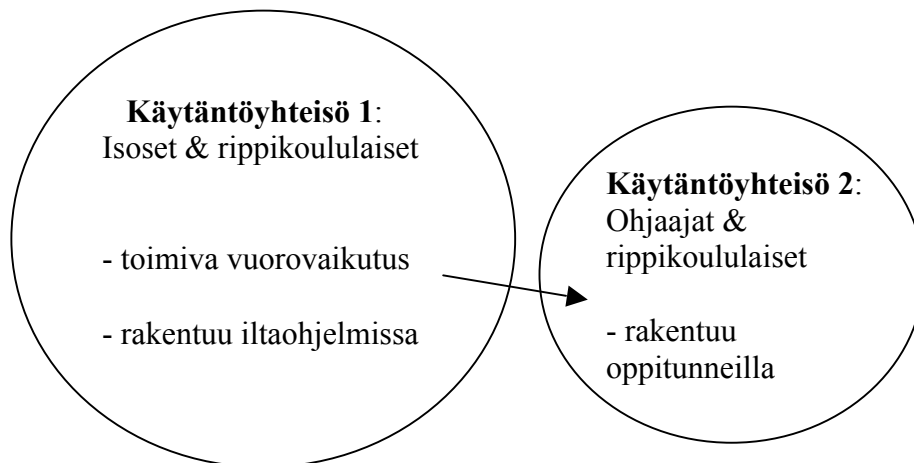 Käytäntöyhteisö 1:
Isoset & rippikoululaiset
- toimiva vuorovaikutus
- rakentuu iltaohjelmissa
Käytäntöyhteisö 2:
Ohjaajat &
rippikoululaiset
- rakentuu
oppitunneilla